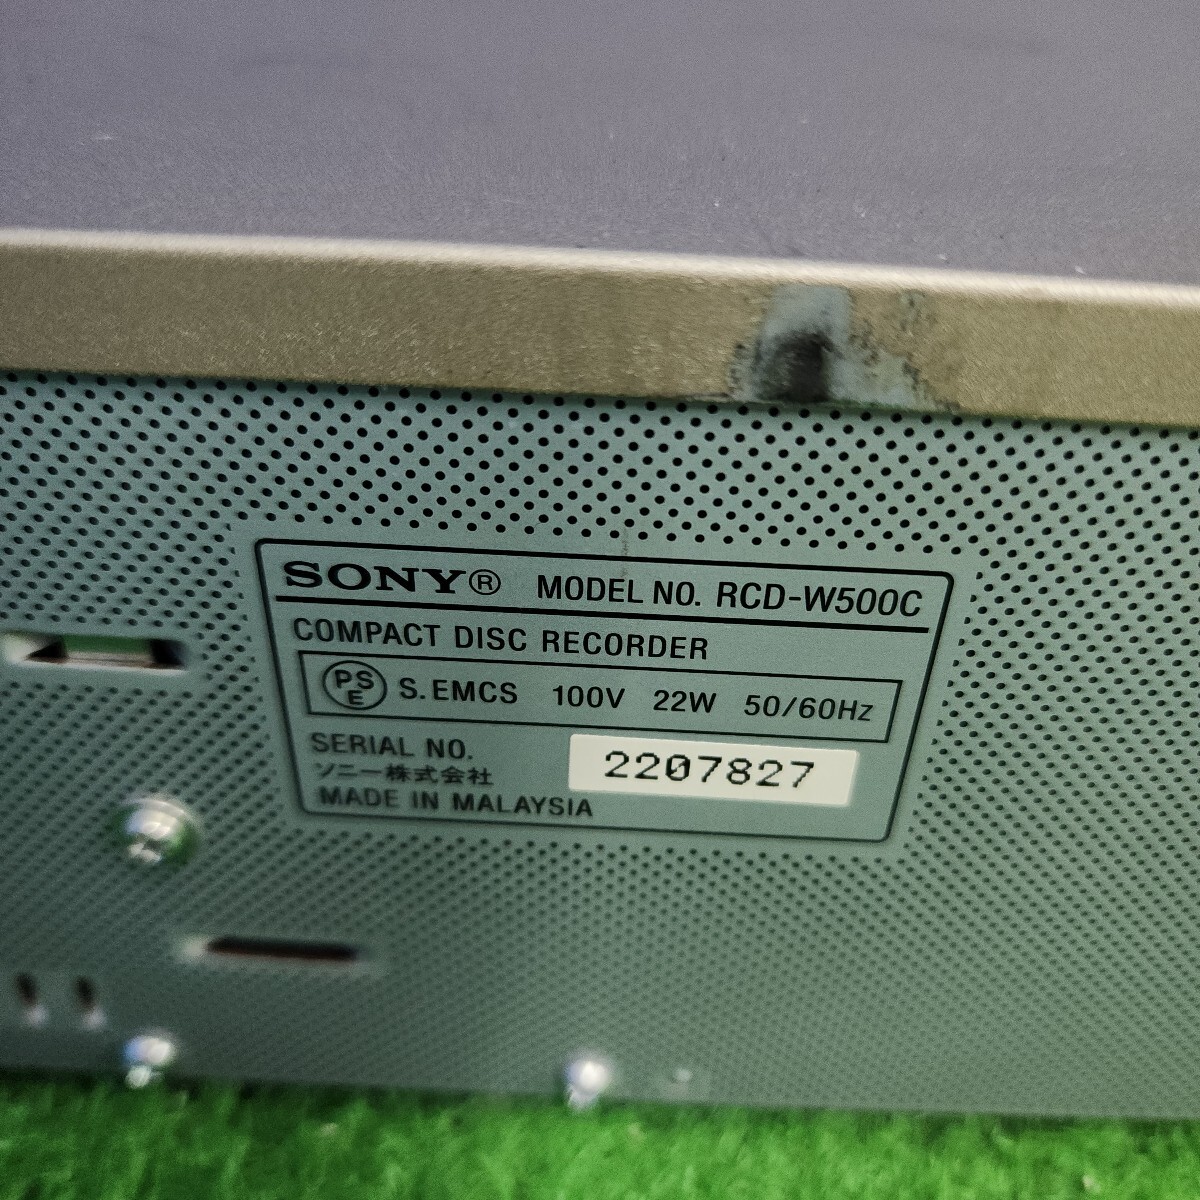 SONY® MODEL NO. RCD-W500C
COMPACT DISC RECORDER
PSE S.EMCS 100V 22W 50/60Hz
SERIAL NO. 2207827
ソニー株式会社
MADE IN MALAYSIA